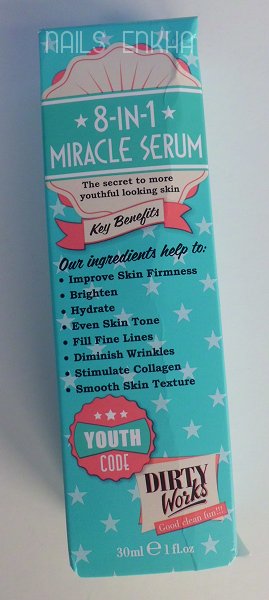 NAILS ENKHA
8-IN-1
MIRACLE SERUM
The secret to more
youthful looking skin
Key Benefits
Our ingredients help to:
• Improve Skin Firmness
• Brighten
• Hydrate
• Even Skin Tone
• Fill Fine Lines
• Diminish Wrinkles
• Stimulate Collagen
• Smooth Skin Texture
YOUTH
CODE
DIRTY
Works
Good clean fun!!!
30ml e 1 fl.oz